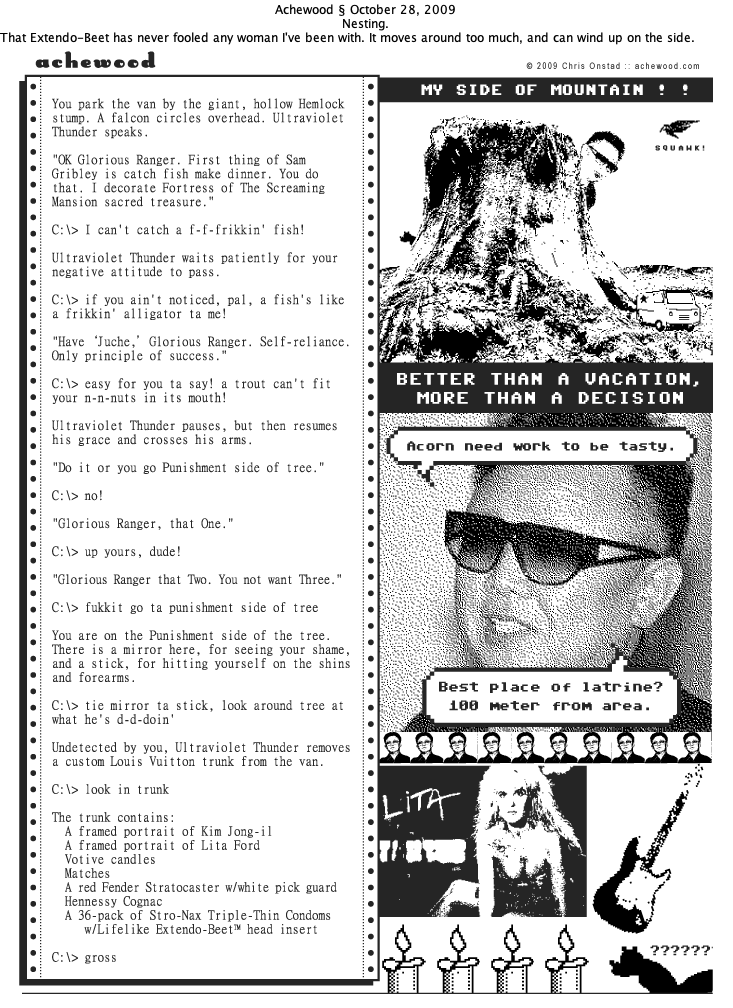 Achewood § October 28, 2009
Nesting.
That Extendo-Beet has never fooled any woman I've been with. It moves around too much, and can wind up on the side.
achewood
© 2009 Chris Onstad :: achewood.com
You park the van by the giant, hollow Hemlock
stump. A falcon circles overhead. Ultraviolet
Thunder speaks.
"OK Glorious Ranger. First thing of Sam
Gribley is catch fish make dinner. You do
that. I decorate Fortress of The Screaming
Mansion sacred treasure."
C:\> I can't catch a f-f-frikkin' fish!
Ultraviolet Thunder waits patiently for your
negative attitude to pass.
C:\> if you ain't noticed, pal, a fish's like
a frikkin' alligator ta me!
"Have ‘Juche,’ Glorious Ranger. Self-reliance.
Only principle of success."
C:\> easy for you ta say! a trout can't fit
your n-n-nuts in its mouth!
Ultraviolet Thunder pauses, but then resumes
his grace and crosses his arms.
"Do it or you go Punishment side of tree."
C:\> no!
"Glorious Ranger, that One."
C:\> up yours, dude!
"Glorious Ranger that Two. You not want Three."
C:\> fukkit go ta punishment side of tree
You are on the Punishment side of the tree.
There is a mirror here, for seeing your shame,
and a stick, for hitting yourself on the shins
and forearms.
C:\> tie mirror ta stick, look around tree at
what he's d-d-doin'
Undetected by you, Ultraviolet Thunder removes
a custom Louis Vuitton trunk from the van.
C:\> look in trunk
The trunk contains:
A framed portrait of Kim Jong-il
A framed portrait of Lita Ford
Votive candles
Matches
A red Fender Stratocaster w/white pick guard
Hennessy Cognac
A 36-pack of Stro-Nax Triple-Thin Condoms
w/Lifelike Extendo-Beet™ head insert
C:\> gross
MY SIDE OF MOUNTAIN ! !
SQUAWK!
BETTER THAN A VACATION,
MORE THAN A DECISION
Acorn need work to be tasty.
Best place of latrine?
100 meter from area.
LITA
???????